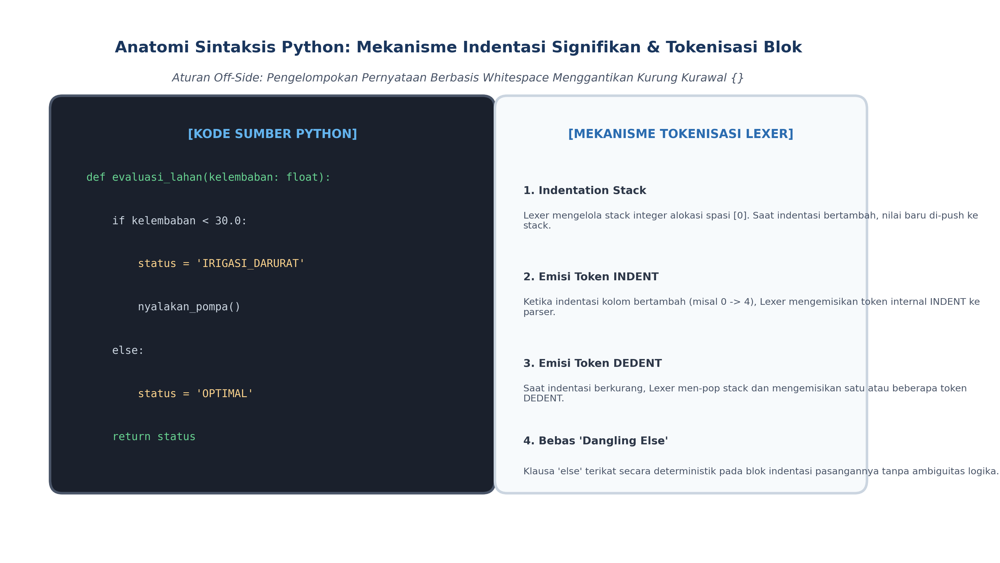 Anatomi Sintaksis Python: Mekanisme Indentasi Signifikan & Tokenisasi Blok
Aturan Off-Side: Pengelompokan Pernyataan Berbasis Whitespace Menggantikan Kurung Kurawal {}
[KODE SUMBER PYTHON]
def evaluasi_lahan(kelembaban: float):
    if kelembaban < 30.0:
        status = 'IRIGASI_DARURAT'
        nyalakan_pompa()
    else:
        status = 'OPTIMAL'
    return status
[MEKANISME TOKENISASI LEXER]
1. Indentation Stack
Lexer mengelola stack integer alokasi spasi [0]. Saat indentasi bertambah, nilai baru di-push ke
stack.
2. Emisi Token INDENT
Ketika indentasi kolom bertambah (misal 0 -> 4), Lexer mengemisikan token internal INDENT ke
parser.
3. Emisi Token DEDENT
Saat indentasi berkurang, Lexer men-pop stack dan mengemisikan satu atau beberapa token
DEDENT.
4. Bebas 'Dangling Else'
Klausa 'else' terikat secara deterministik pada blok indentasi pasangannya tanpa ambiguitas logika.